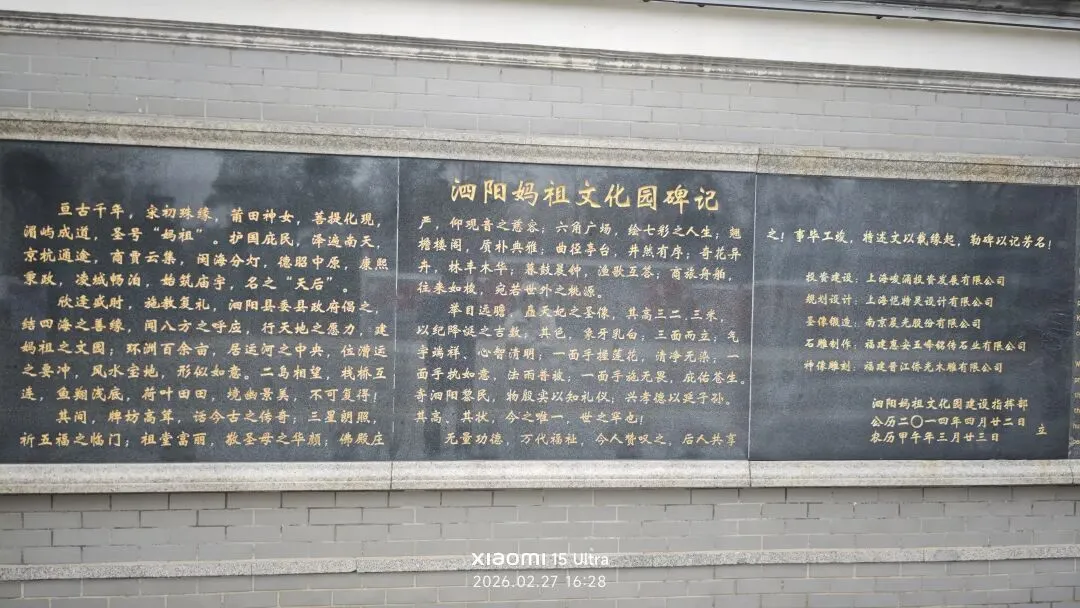 泗阳妈祖文化园碑记
亘古千年，宋初殊缘，莆田神女，菩提化现，
湄屿成道，圣号“妈祖”。护国庇民，泽遍南天，
京杭通途，商贾云集，闽海分灯，德昭中原，康熙
秉政，凌城畅泊，始筑庙宇，名之“天后”。
欣逢盛时，施教复礼，泗阳县委县政府倡之，
结四海之善缘，闻八方之呼应，行天地之愿力，建
妈祖之文园；环洲百余亩，居运河之中央，位漕运
之要冲，风水宝地，形似如意。二岛相望，栈桥互
连，鱼翔浅底，荷叶田田，境幽景美，不可复得！
其间，牌坊高耸，话今古之传奇；三星朗照，
祈五福之临门；祖堂富丽，散圣母之华颜；佛殿庄
严，仰观音之慈容；六角广场，绘七彩之人生；翘
檐楼阁，质朴典雅，曲径亭台，井然有序；奇花异
卉，林丰木华；暮鼓晨钟，渔歌互答；商旅舟舶，
往来如梭，宛若世外之桃源。
举目远瞻，矗天妃之圣像，其高三二.三米，
以纪降诞之吉数，其色，象牙乳白，三面而立；气
宇端祥、心智清明；一面手握莲花，清净无染，一
面手执如意，法雨普被；一面手施无畏，庇佑苍生。
奇泗阳黎民，物殷实以知礼仪；兴孝德以延子孙。
其高，其状，今之唯一，世之罕也！
无量功德，万代福祉，今人赞叹之，后人共享
之！事毕工竣，特述文以载缘起，勒碑以记芳名！
投资建设：上海峻涌投资发展有限公司
规划设计：上海恺特灵设计有限公司
圣像锻造：南京晨光股份有限公司
石雕制作：福建惠安五峰铭传石业有限公司
神像雕刻：福建晋江侨光木雕有限公司
泗阳妈祖文化园建设指挥部
公历二〇一四年四月廿二日
农历甲午年三月廿三日
立
xiaomi 15 Ultra
2026.02.27 16:28